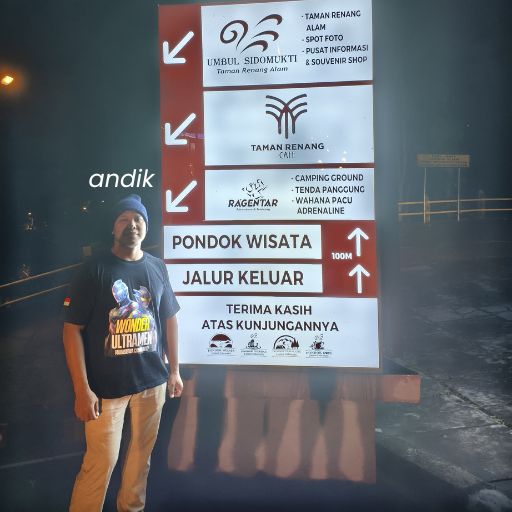 UMBUL SIDOMUKTI
Taman Renang Alam
· TAMAN RENANG
ALAM
· SPOT FOTO
· PUSAT INFORMASI
& SOUVENIR SHOP
TAMAN RENANG
CAFE
RAGENTAR
· CAMPING GROUND
· TENDA PANGGUNG
· WAHANA PACU
ADRENALINE
andik
PONDOK WISATA
100M
JALUR KELUAR
TERIMA KASIH
ATAS KUNJUNGANNYA
WONDER
ULTRAMEN